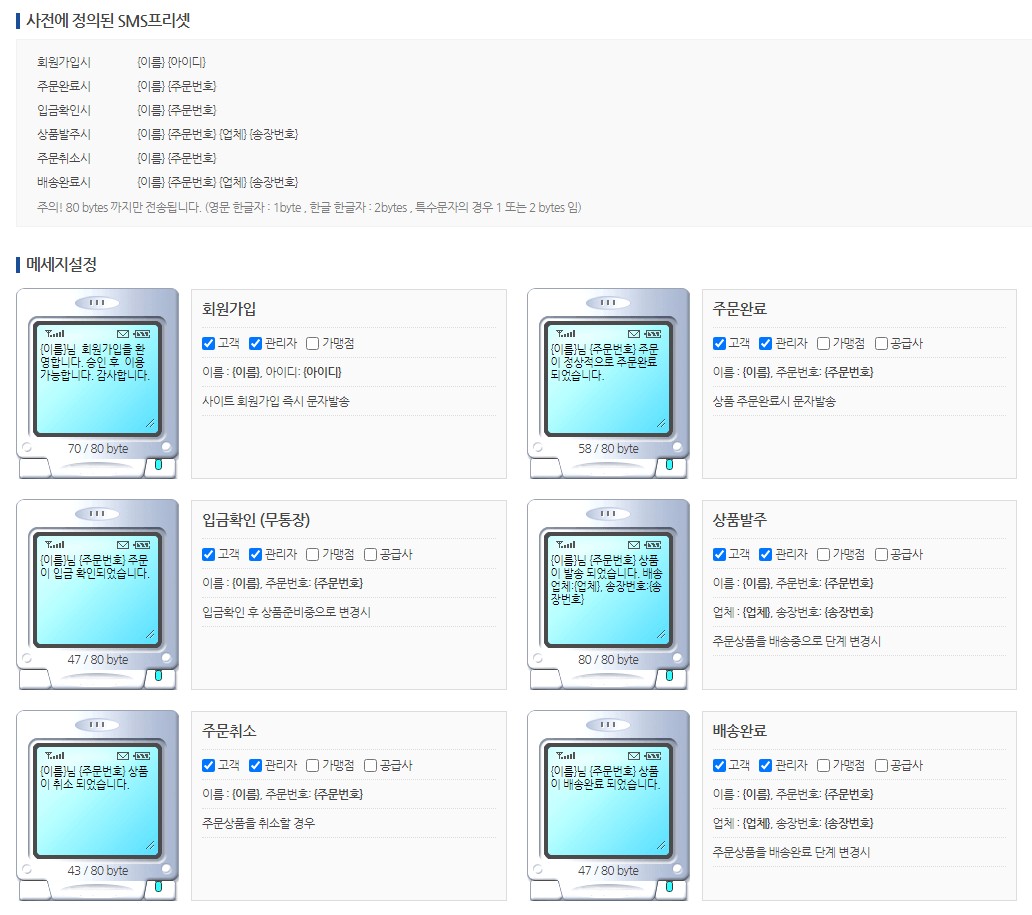 사전에 정의된 SMS프리셋
회원가입시 {이름} {아이디}
주문완료시 {이름} {주문번호}
입금확인시 {이름} {주문번호}
상품발주시 {이름} {주문번호} {업체} {송장번호}
주문취소시 {이름} {주문번호}
배송완료시 {이름} {주문번호} {업체} {송장번호}
주의! 80 bytes 까지만 전송됩니다. (영문 한글자 : 1byte , 한글 한글자 : 2bytes , 특수문자의 경우 1 또는 2 bytes 임)
메세지설정
{이름}님 회원가입을 환
영합니다. 승인 후 이용
가능합니다. 감사합니다.
70 / 80 byte
회원가입
고객 관리자 가맹점
이름 : {이름}, 아이디: {아이디}
사이트 회원가입 즉시 문자발송
{이름}님 {주문번호} 주문
이 정상적으로 주문완료
되었습니다.
58 / 80 byte
주문완료
고객 관리자 가맹점 공급사
이름 : {이름}, 주문번호: {주문번호}
상품 주문완료시 문자발송
{이름}님 {주문번호} 주문
이 입금 확인되었습니다.
47 / 80 byte
입금확인 (무통장)
고객 관리자 가맹점 공급사
이름 : {이름}, 주문번호: {주문번호}
입금확인 후 상품준비중으로 변경시
{이름}님 {주문번호} 상품
이 발송 되었습니다. 배송
업체:{업체}, 송장번호:{송
장번호}
80 / 80 byte
상품발주
고객 관리자 가맹점 공급사
이름 : {이름}, 주문번호: {주문번호}
업체 : {업체}, 송장번호: {송장번호}
주문상품을 배송중으로 단계 변경시
{이름}님 {주문번호} 상품
이 취소 되었습니다.
43 / 80 byte
주문취소
고객 관리자 가맹점 공급사
이름 : {이름}, 주문번호: {주문번호}
주문상품을 취소할 경우
{이름}님 {주문번호} 상품
이 배송완료 되었습니다.
47 / 80 byte
배송완료
고객 관리자 가맹점 공급사
이름 : {이름}, 주문번호: {주문번호}
업체 : {업체}, 송장번호: {송장번호}
주문상품을 배송완료 단계 변경시